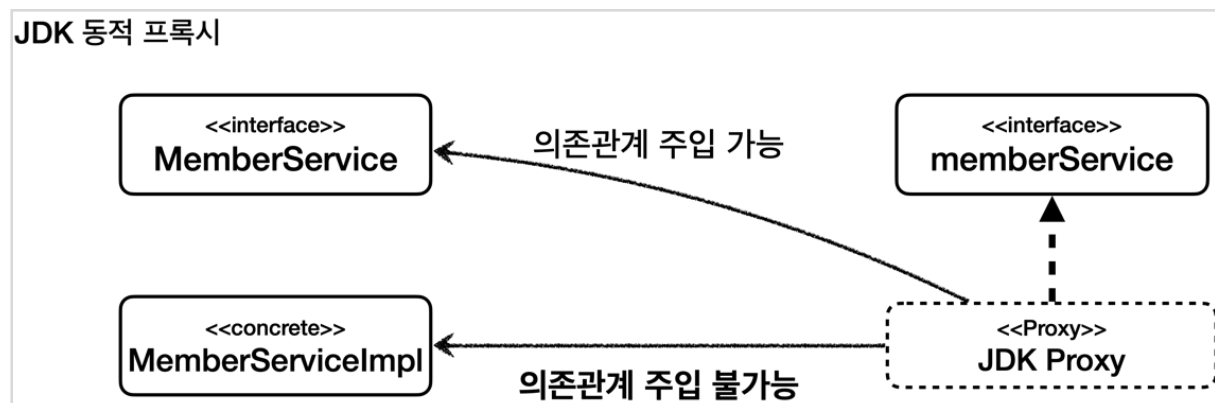 JDK 동적 프록시
<<interface>>
MemberService
의존관계 주입 가능
<<interface>>
memberService
<<concrete>>
MemberServiceImpl
의존관계 주입 불가능
<<Proxy>>
JDK Proxy